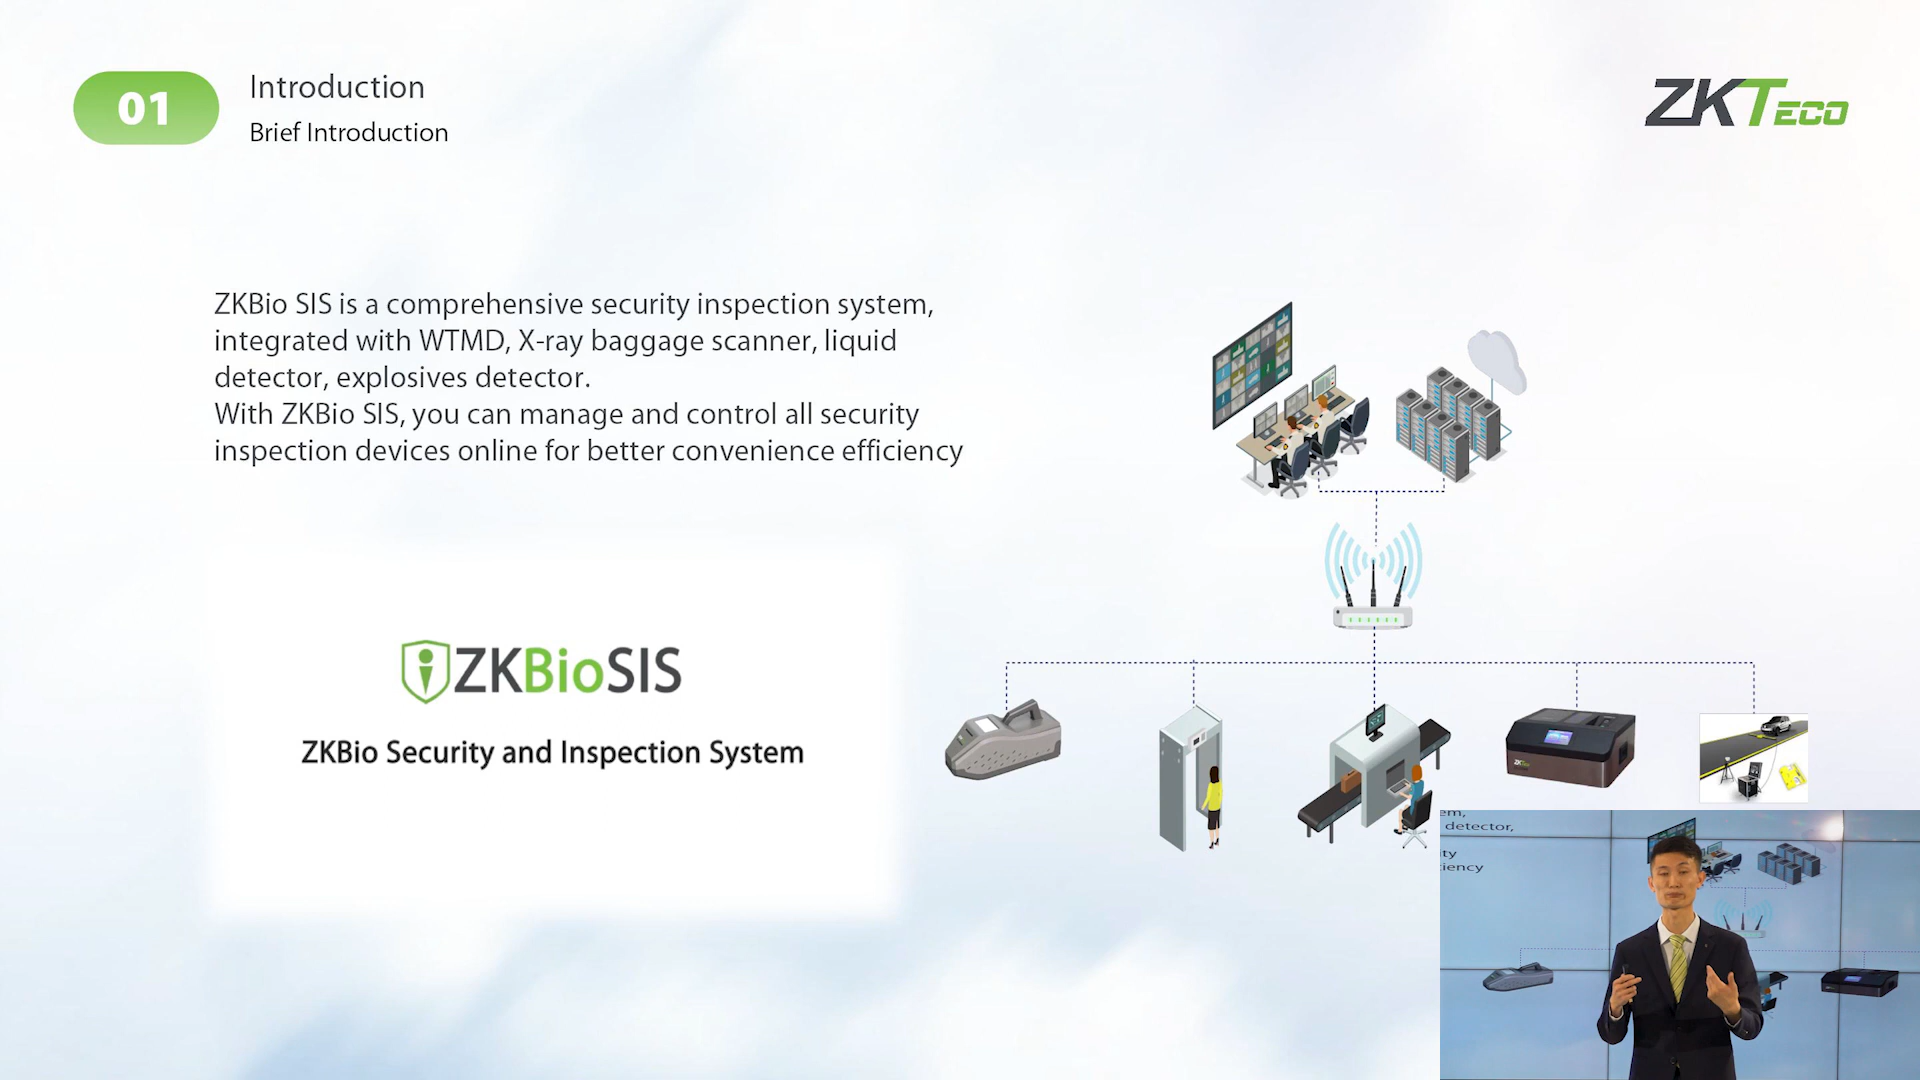 01
Introduction
Brief Introduction
ZKTECO
ZKBio SIS is a comprehensive security inspection system,
integrated with WTMD, X-ray baggage scanner, liquid
detector, explosives detector.
With ZKBio SIS, you can manage and control all security
inspection devices online for better convenience efficiency
ZKBioSIS
ZKBio Security and Inspection System
ZKTeco
em,
detector,
ity
iency